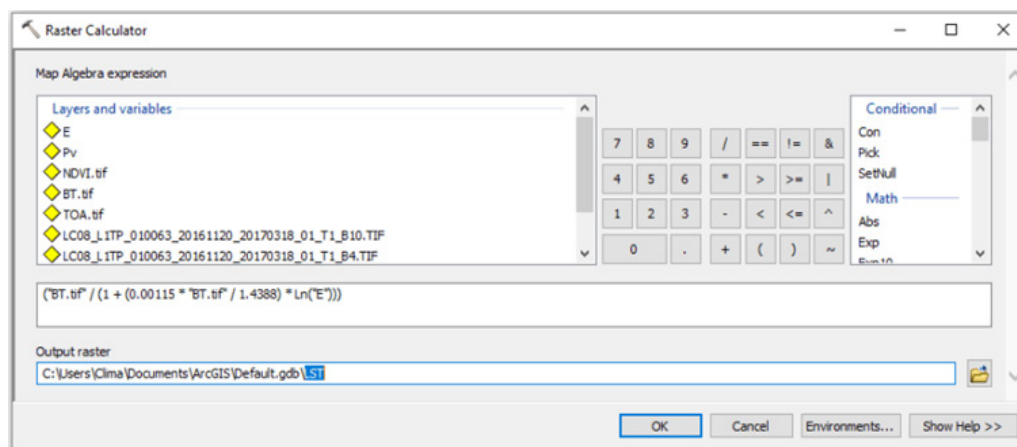 Raster Calculator
Map Algebra expression
Layers and variables
E
Pv
NDVI.tif
BT.tif
TOA.tif
LC08_L1TP_010063_20161120_20170318_01_T1_B10.TIF
LC08_L1TP_010063_20161120_20170318_01_T1_B4.TIF
7 8 9 / == != &
4 5 6 * > >= |
1 2 3 - < <= ^
0 . + ( ) ~
Conditional
Con
Pick
SetNull
Math
Abs
Exp
Exp10
("BT.tif" / (1 + (0.00115 * "BT.tif" / 1.4388) * Ln("E")))
Output raster
C:\Users\Clima\Documents\ArcGIS\Default.gdb\LST
OK Cancel Environments... Show Help >>